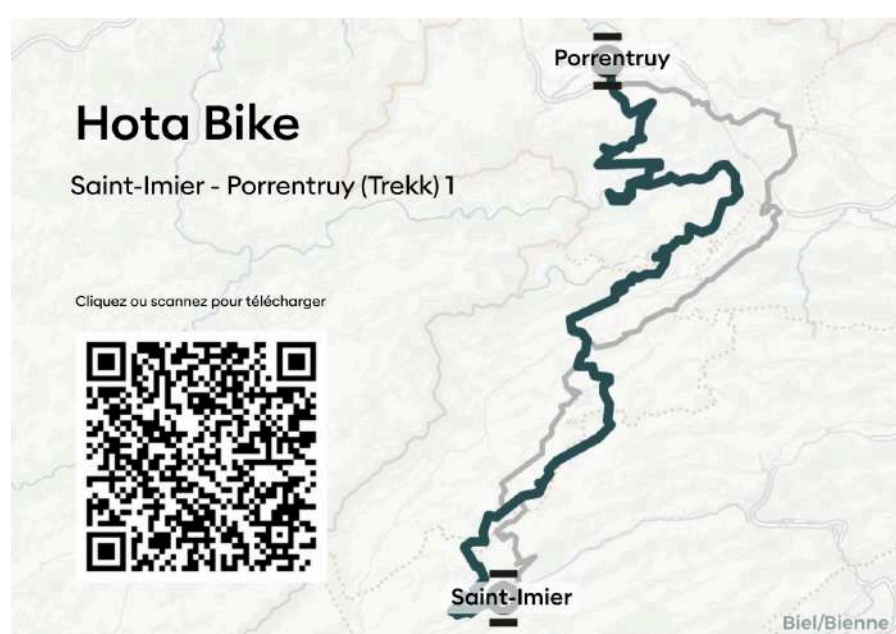 Porrentruy
Hota Bike
Saint-Imier - Porrentruy (Trekk) 1
Cliquez ou scannez pour télécharger
Saint-Imier
Biel/Bienne